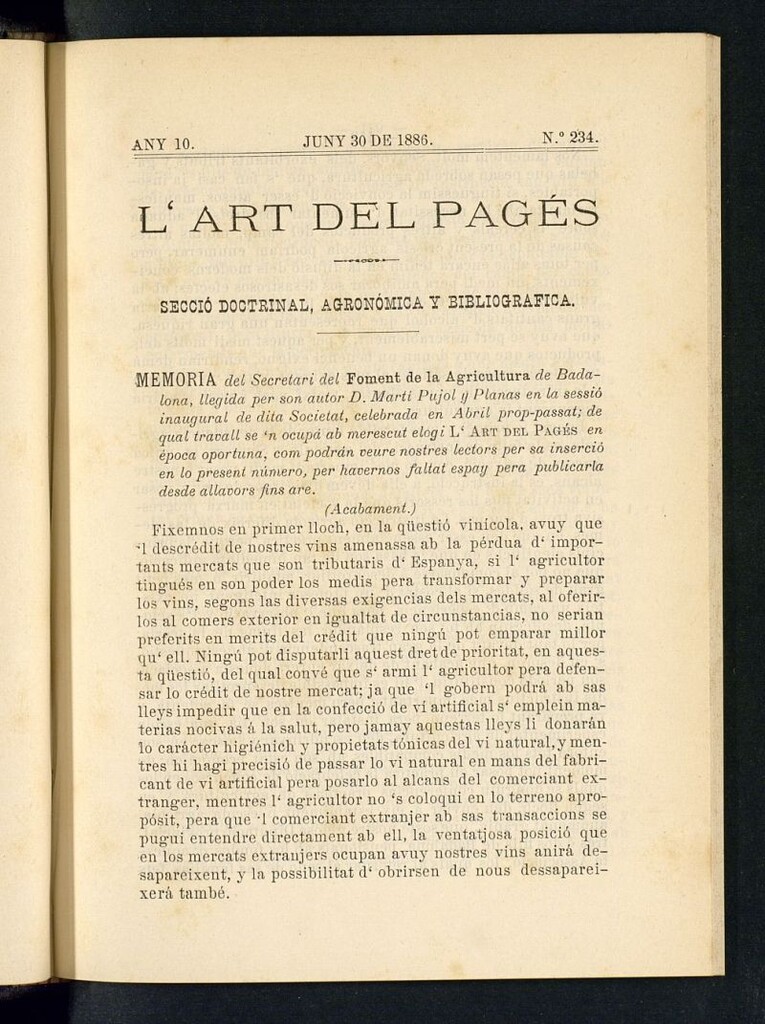 ANY 10. JUNY 30 DE 1886. N.º 234.
L‘ ART DEL PAGÉS
SECCIÓ DOCTRINAL, AGRONÓMICA Y BIBLIOGRAFICA.
MEMORIA del Secretari del Foment de la Agricultura de Bada-
lona, llegida per son autor D. Martí Pujol y Planas en la sessió
inaugural de dita Societat, celebrada en Abril prop-passat; de
qual travall se ‘n ocupá ab merescut elogi L‘ ART DEL PAGÉS en
época oportuna, com podrán veure nostres lectors per sa inserció
en lo present número, per havernos faltat espay pera publicarla
desde allavors fins are.
(Acabament.)
Fixemnos en primer lloch, en la qüestió vinícola, avuy que
‘l descrédit de nostres vins amenassa ab la pérdua d‘ impor-
tants mercats que son tributaris d‘ Espanya, si l‘ agricultor
tingués en son poder los medis pera transformar y preparar
los vins, segons las diversas exigencias dels mercats, al oferir-
los al comers exterior en igualtat de circunstancias, no serian
preferits en merits del crédit que ningú pot emparar millor
qu‘ ell. Ningú pot disputarli aquest dret de prioritat, en aques-
ta qüestió, del qual convé que s‘ armi l‘ agricultor pera defen-
sar lo crédit de nostre mercat; ja que ‘l gobern podrá ab sas
lleys impedir que en la confecció de ví artificial s‘ emplein ma-
terias nocivas á la salut, pero jamay aquestas lleys li donarán
lo carácter higiénich y propietats tónicas del vi natural, y men-
tres hi hagi precisió de passar lo vi natural en mans del fabri-
cant de vi artificial pera posarlo al alcans del comerciant ex-
tranger, mentres l‘ agricultor no ‘s coloqui en lo terreno apro-
pósit, pera que ‘l comerciant extranjer ab sas transaccions se
pugui entendre directament ab ell, la ventatjosa posició que
en los mercats extranjers ocupan avuy nostres vins anirá de-
sapareixent, y la possibilitat d‘ obrirsen de nous dessaparei-
xerá també.